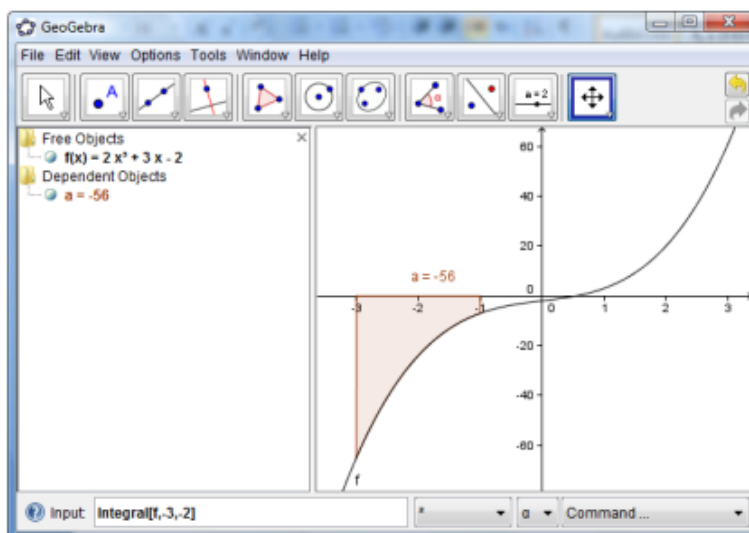 GeoGebra
File Edit View Options Tools Window Help
A
α
a=2
Free Objects
f(x) = 2 x³ + 3 x - 2
Dependent Objects
a = -56
60
40
20
0
a = -56
-3 -2 -1 0 1 2 3
-20
-40
-60
f
Input: Integral[f,-3,-2] ² α Command ...